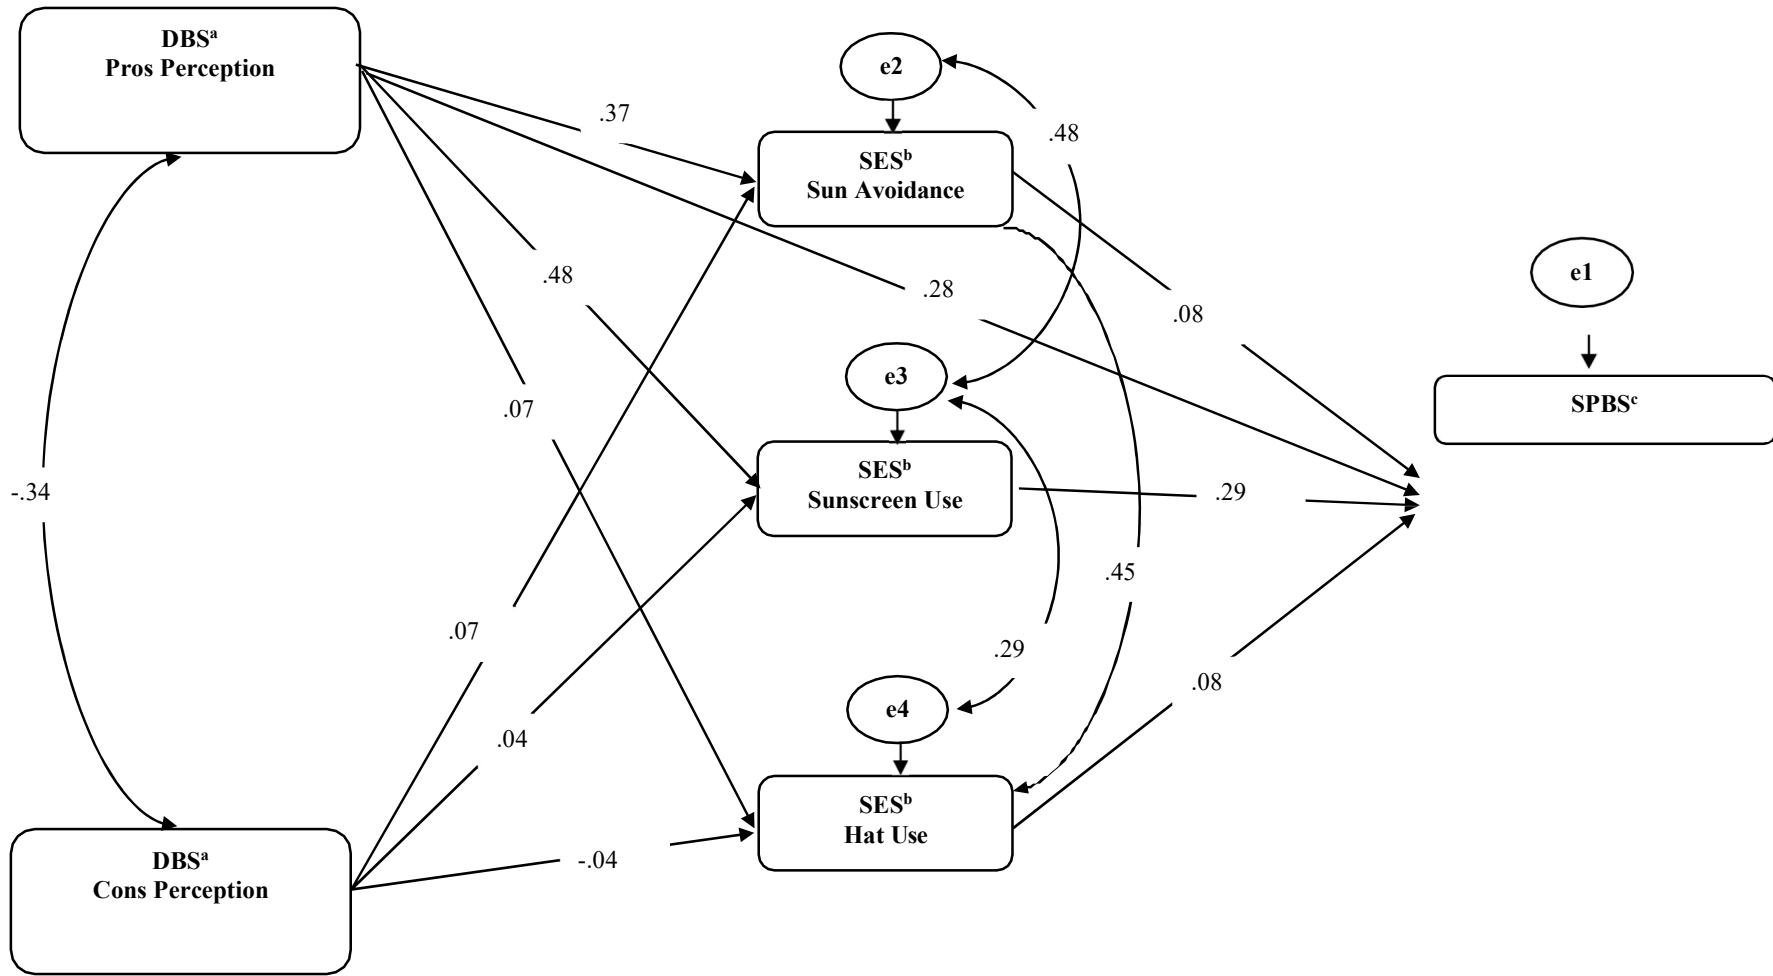 DBSᵃ
Pros Perception
e2
.37
.48
SESᵇ
Sun Avoidance
.48
.28
.08
e1
.07
e3
SPBSᶜ
-.34
SESᵇ
Sunscreen Use
.29
.45
.07
.29
.08
.04
e4
SESᵇ
Hat Use
-.04
DBSᵃ
Cons Perception